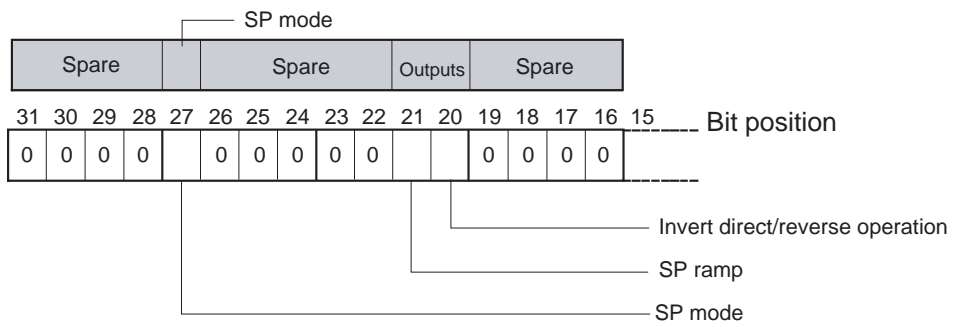 SP mode
Spare Spare Outputs Spare
31 30 29 28 27 26 25 24 23 22 21 20 19 18 17 16 15 Bit position
0 0 0 0 0 0 0 0 0 0 0 0 0
Invert direct/reverse operation
SP ramp
SP mode